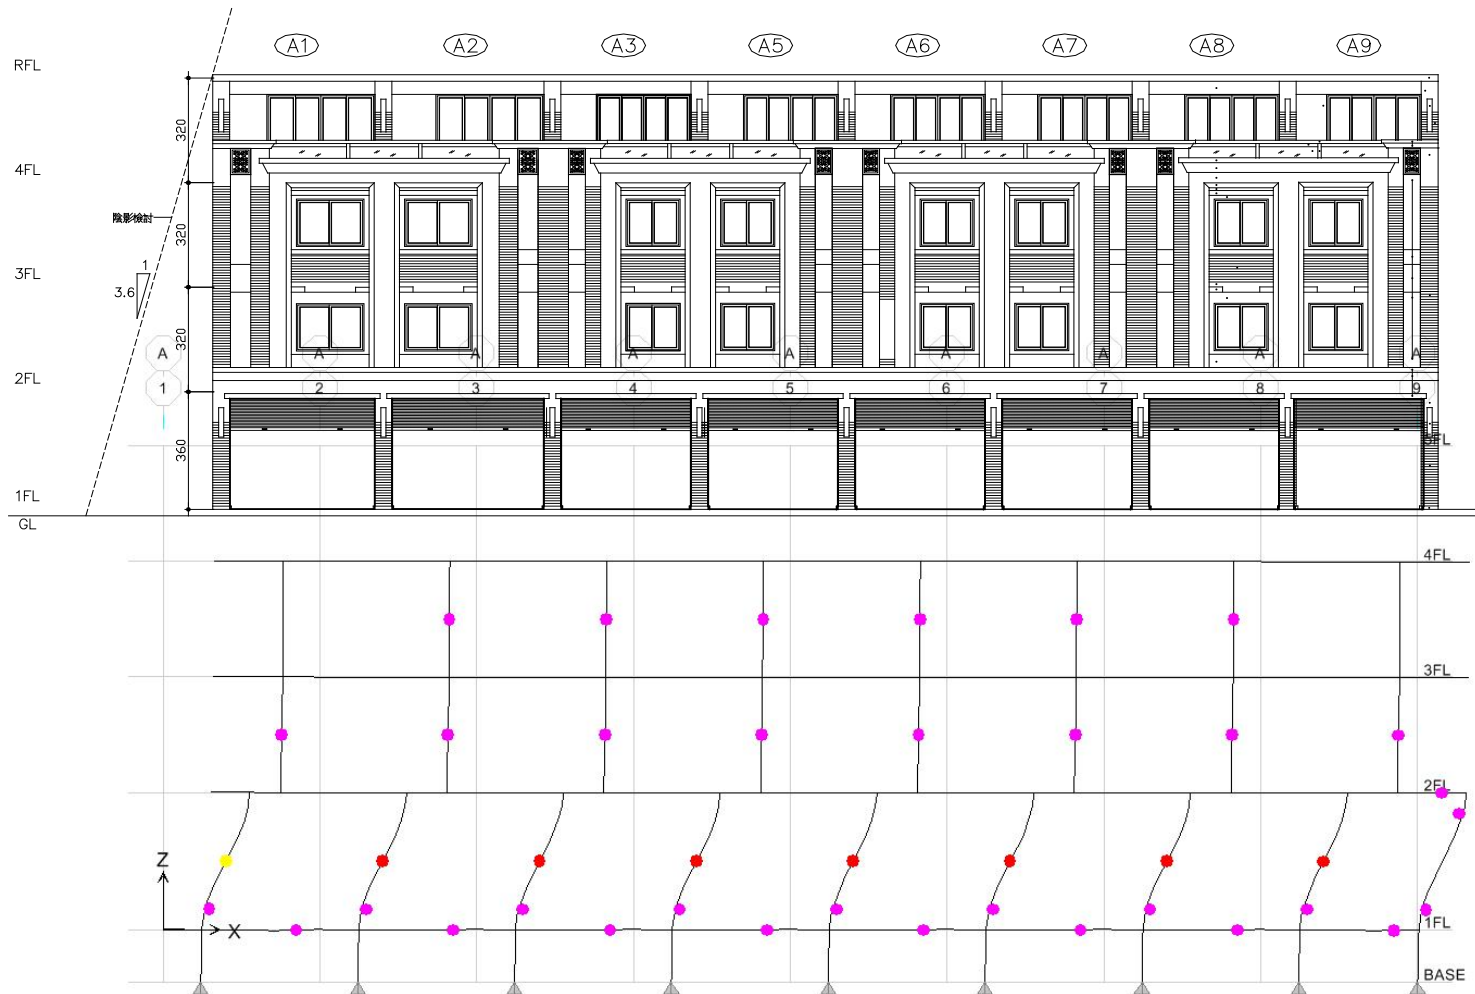 A1 A2 A3 A5 A6 A7 A8 A9
RFL
320
4FL
陰影檢討
320
3FL
1
3.6
320
A A A A A A A A A
2FL
1 2 3 4 5 6 7 8 9
360
5FL
1FL
GL
4FL
3FL
2FL
Z
X
1FL
BASE